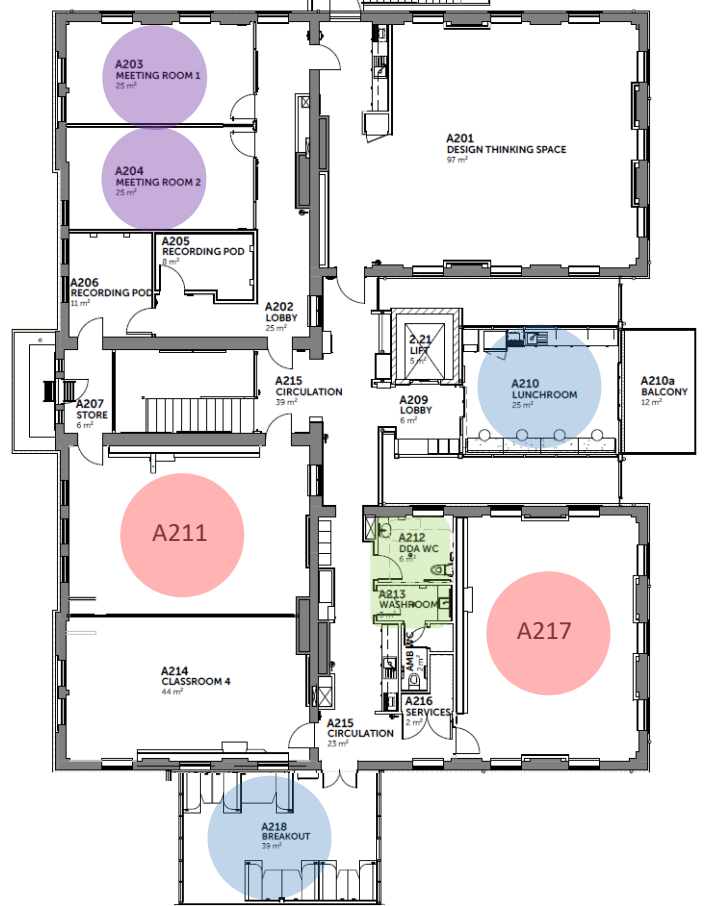 A203
MEETING ROOM 1
25 m²
A201
DESIGN THINKING SPACE
97 m²
A204
MEETING ROOM 2
25 m²
A205
RECORDING POD
8 m²
A206
RECORDING POD
11 m²
A202
LOBBY
25 m²
2.21
LIFT
5 m²
A215
CIRCULATION
39 m²
A210
LUNCHROOM
25 m²
A210a
BALCONY
12 m²
A207
STORE
6 m²
A209
LOBBY
6 m²
A211
A212
DDA WC
6 m²
A213
WASHROOM
A217
AMB WC
2 m²
A214
CLASSROOM 4
44 m²
A216
SERVICES
2 m²
A215
CIRCULATION
23 m²
A218
BREAKOUT
39 m²